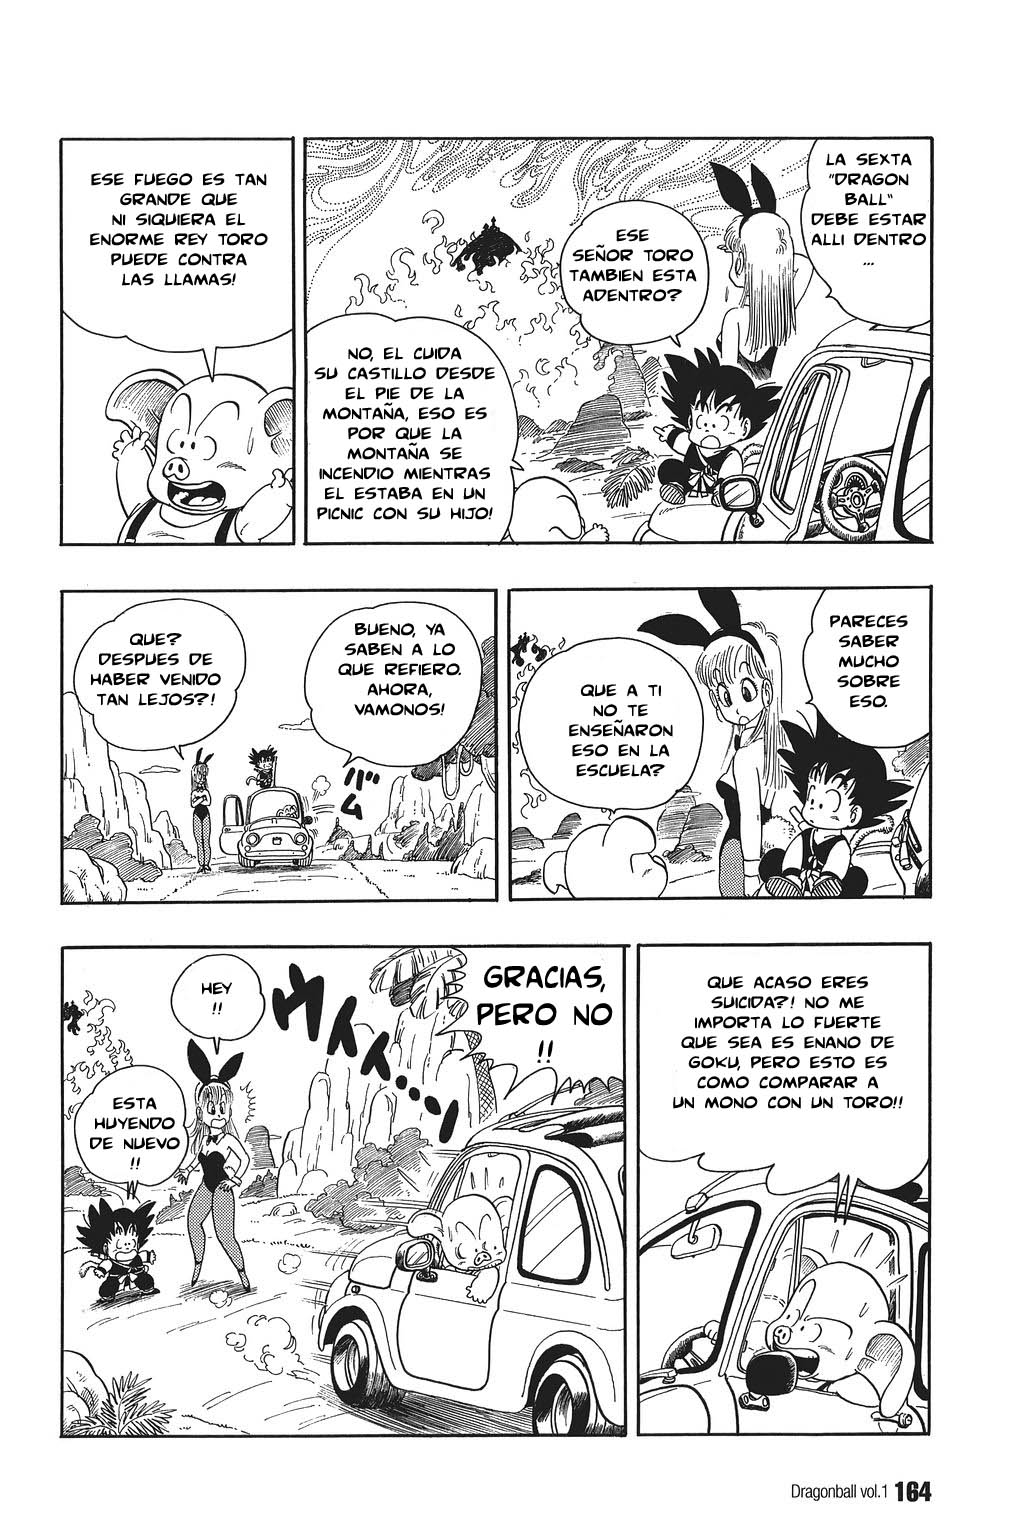 LA SEXTA
"DRAGON
BALL"
DEBE ESTAR
ALLI DENTRO
...
ESE
SEÑOR TORO
TAMBIEN ESTA
ADENTRO?
NO, EL CUIDA
SU CASTILLO DESDE
EL PIE DE LA
MONTAÑA, ESO ES
POR QUE LA
MONTAÑA SE
INCENDIO MIENTRAS
EL ESTABA EN UN
PICNIC CON SU HIJO!
ESE FUEGO ES TAN
GRANDE QUE
NI SIQUIERA EL
ENORME REY TORO
PUEDE CONTRA
LAS LLAMAS!
PARECES
SABER
MUCHO
SOBRE
ESO.
QUE A TI
NO TE
ENSEÑARON
ESO EN LA
ESCUELA?
BUENO, YA
SABEN A LO
QUE REFIERO.
AHORA,
VAMONOS!
バム
QUE?
DESPUES DE
HABER VENIDO
TAN LEJOS?!
QUE ACASO ERES
SUICIDA?! NO ME
IMPORTA LO FUERTE
QUE SEA ES ENANO DE
GOKU, PERO ESTO ES
COMO COMPARAR A
UN MONO CON UN TORO!!
GRACIAS,
PERO NO
!!
HEY
!!
ESTA
HUYENDO
DE NUEVO
!!
Dragonball vol.1 164